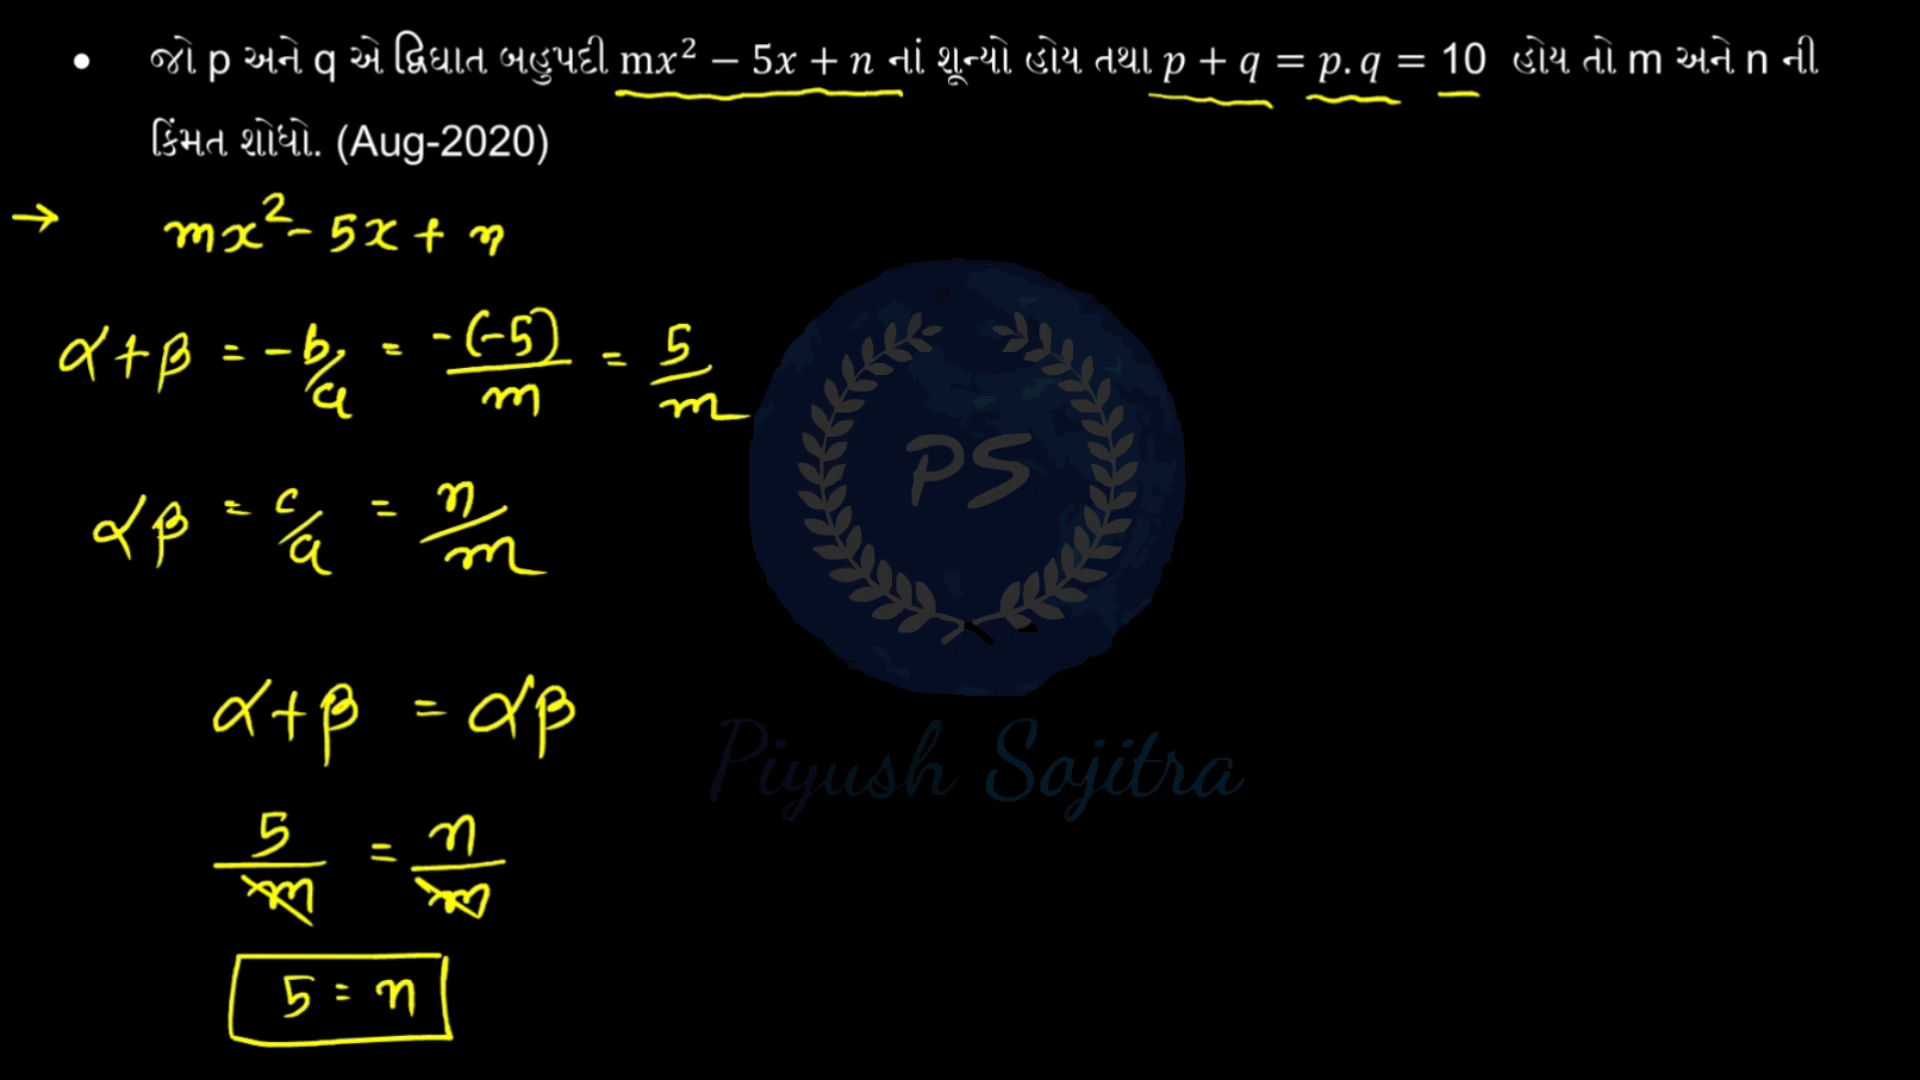 • જો p અને q એ દ્વિઘાત બહુપદી mx² − 5x + n નાં શૂન્યો હોય તથા p + q = p.q = 10 હોય તો m અને n ની
કિંમત શોધો. (Aug-2020)
→ mx² - 5x + n
α+β = -b/a = -(-5)/m = 5/m
αβ = c/a = n/m
α+β = αβ
5/m = n/m
5 = n
PS
Piyush Sojitra